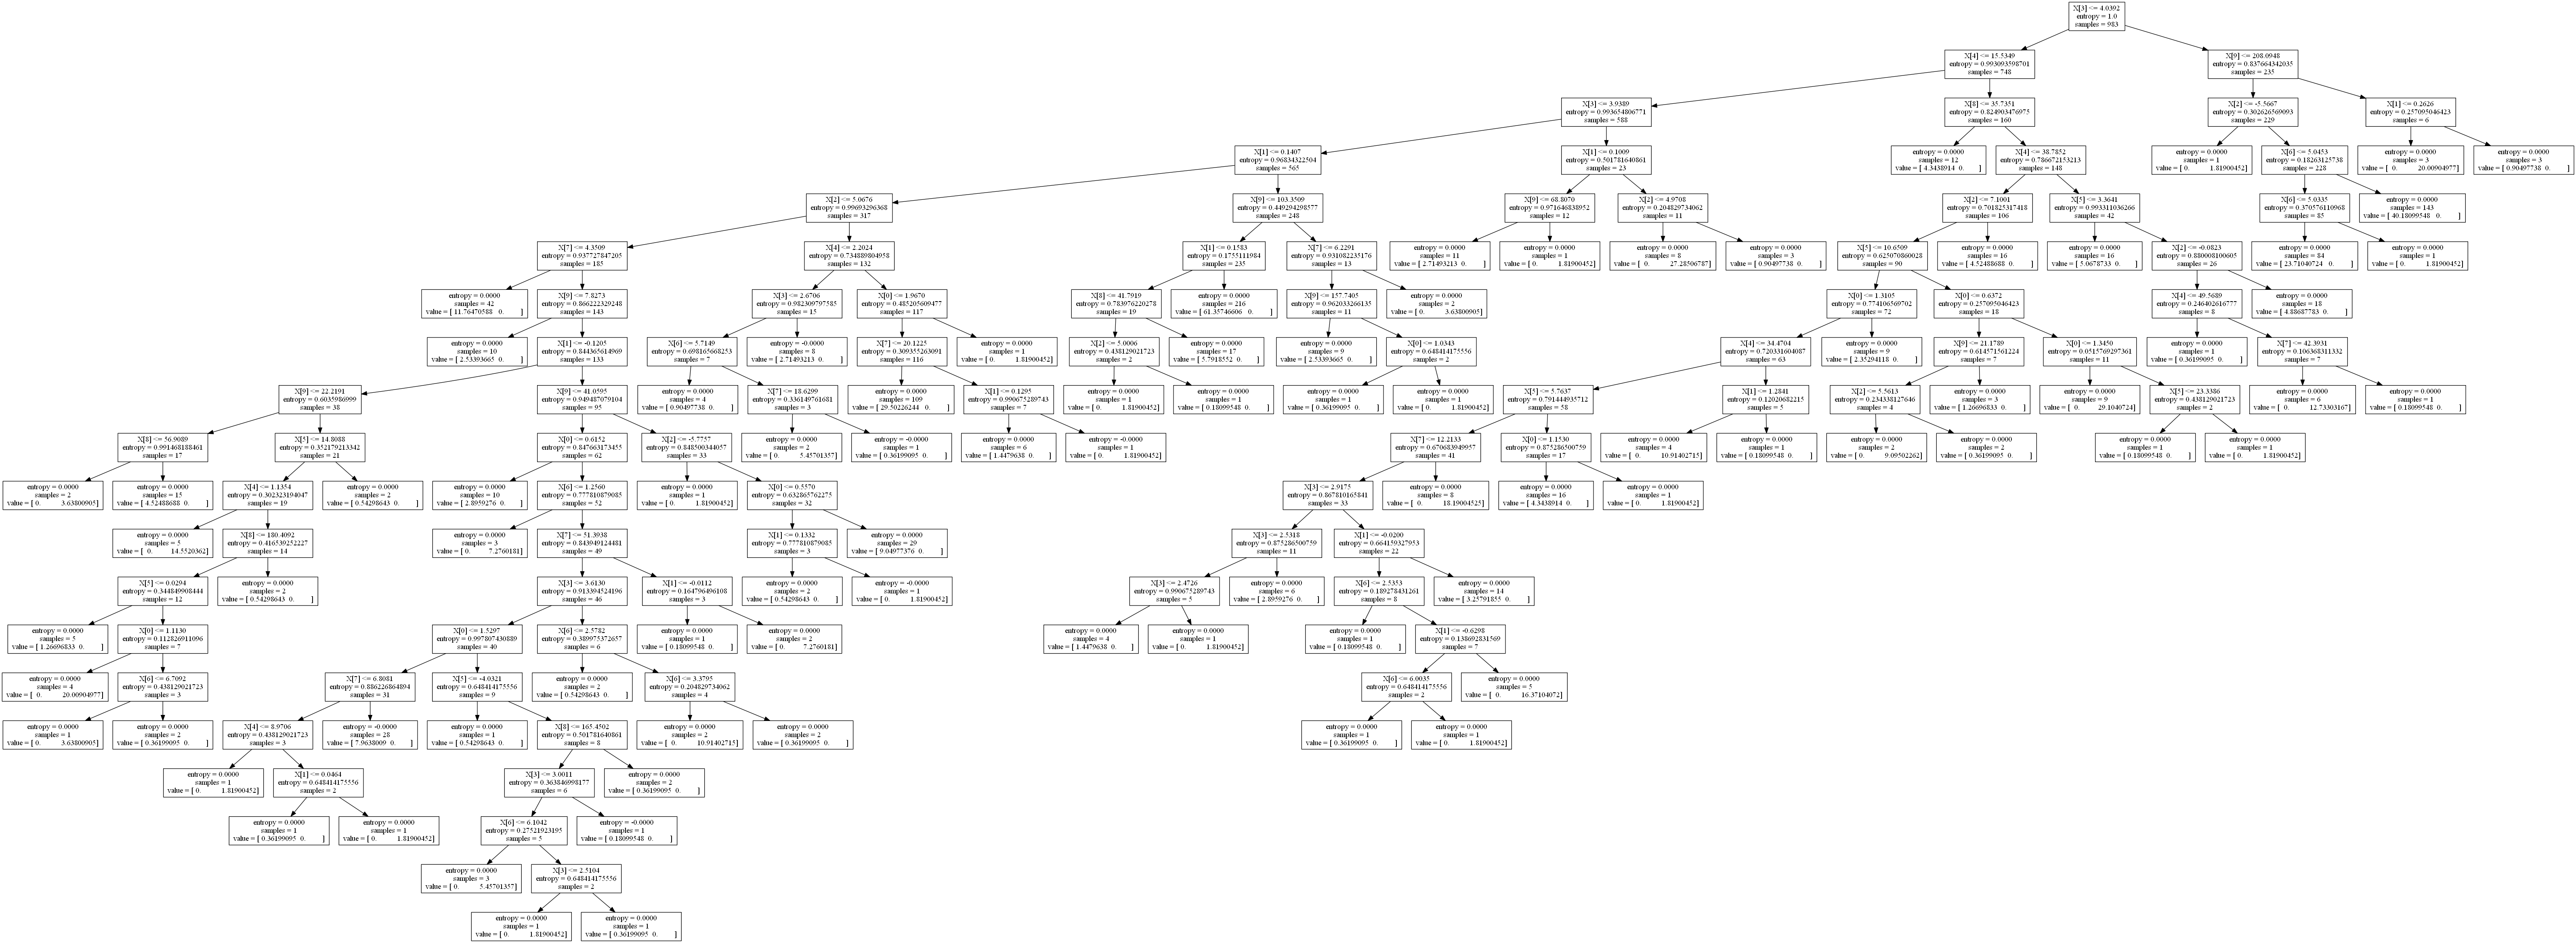 X[3] <= 4.0392
entropy = 1.0
samples = 983
X[4] <= 15.5349
entropy = 0.993093598701
samples = 748
X[9] <= 208.0948
entropy = 0.837664342035
samples = 235
X[3] <= 3.9389
entropy = 0.993654806771
samples = 588
X[8] <= 35.7351
entropy = 0.824903476975
samples = 160
X[2] <= -5.5667
entropy = 0.302626569093
samples = 229
X[1] <= 0.2626
entropy = 0.257095046423
samples = 6
X[1] <= 0.1407
entropy = 0.96834322504
samples = 565
X[1] <= 0.1009
entropy = 0.501781640861
samples = 23
entropy = 0.0000
samples = 12
value = [ 4.3438914 0. ]
X[4] <= 38.7852
entropy = 0.786672153213
samples = 148
entropy = 0.0000
samples = 1
value = [ 0. 1.81900452]
X[6] <= 5.0453
entropy = 0.18263125738
samples = 228
entropy = 0.0000
samples = 3
value = [ 0. 20.00904977]
entropy = 0.0000
samples = 3
value = [ 0.90497738 0. ]
X[2] <= 5.0676
entropy = 0.99693296368
samples = 317
X[9] <= 103.3509
entropy = 0.449294298577
samples = 248
X[9] <= 68.8070
entropy = 0.971646838952
samples = 12
X[2] <= 4.9708
entropy = 0.204829734062
samples = 11
X[2] <= 7.1001
entropy = 0.701825317418
samples = 106
X[5] <= 3.3641
entropy = 0.993311036266
samples = 42
X[6] <= 5.0335
entropy = 0.370576110968
samples = 85
entropy = 0.0000
samples = 143
value = [ 40.18099548 0. ]
X[7] <= 4.3509
entropy = 0.937727847205
samples = 185
X[4] <= 2.2024
entropy = 0.734889804958
samples = 132
X[1] <= 0.1583
entropy = 0.1755111984
samples = 235
X[7] <= 6.2291
entropy = 0.931082235176
samples = 13
entropy = 0.0000
samples = 11
value = [ 2.71493213 0. ]
entropy = 0.0000
samples = 1
value = [ 0. 1.81900452]
entropy = 0.0000
samples = 8
value = [ 0. 27.28506787]
entropy = 0.0000
samples = 3
value = [ 0.90497738 0. ]
X[5] <= 10.6509
entropy = 0.625070860028
samples = 90
entropy = 0.0000
samples = 16
value = [ 4.52488688 0. ]
entropy = 0.0000
samples = 16
value = [ 5.0678733 0. ]
X[2] <= -0.0823
entropy = 0.880008100605
samples = 26
entropy = 0.0000
samples = 84
value = [ 23.71040724 0. ]
entropy = 0.0000
samples = 1
value = [ 0. 1.81900452]
entropy = 0.0000
samples = 42
value = [ 11.76470588 0. ]
X[9] <= 7.8273
entropy = 0.866222329248
samples = 143
X[3] <= 2.6706
entropy = 0.982309797585
samples = 15
X[0] <= 1.9670
entropy = 0.485205609477
samples = 117
X[8] <= 41.7919
entropy = 0.783976220278
samples = 19
entropy = 0.0000
samples = 216
value = [ 61.35746606 0. ]
X[9] <= 157.7405
entropy = 0.962033266135
samples = 11
entropy = 0.0000
samples = 2
value = [ 0. 3.63800905]
X[0] <= 1.3105
entropy = 0.774106569702
samples = 72
X[0] <= 0.6372
entropy = 0.257095046423
samples = 18
X[4] <= 49.5689
entropy = 0.246402616777
samples = 8
entropy = 0.0000
samples = 18
value = [ 4.88687783 0. ]
entropy = 0.0000
samples = 10
value = [ 2.53393665 0. ]
X[1] <= -0.1205
entropy = 0.844365614969
samples = 133
X[6] <= 5.7149
entropy = 0.698165668253
samples = 7
entropy = -0.0000
samples = 8
value = [ 2.71493213 0. ]
X[7] <= 20.1225
entropy = 0.309355263091
samples = 116
entropy = 0.0000
samples = 1
value = [ 0. 1.81900452]
X[2] <= 5.0006
entropy = 0.438129021723
samples = 2
entropy = 0.0000
samples = 17
value = [ 5.7918552 0. ]
entropy = 0.0000
samples = 9
value = [ 2.53393665 0. ]
X[0] <= 1.0343
entropy = 0.648414175556
samples = 2
X[4] <= 34.4704
entropy = 0.720331604087
samples = 63
entropy = 0.0000
samples = 9
value = [ 2.35294118 0. ]
X[9] <= 21.1789
entropy = 0.614571561224
samples = 7
X[0] <= 1.3450
entropy = 0.0515769297361
samples = 11
entropy = 0.0000
samples = 1
value = [ 0.36199095 0. ]
X[7] <= 42.3931
entropy = 0.106368311332
samples = 7
X[9] <= 22.2191
entropy = 0.6035986999
samples = 38
X[9] <= 41.0595
entropy = 0.949487079104
samples = 95
entropy = 0.0000
samples = 4
value = [ 0.90497738 0. ]
X[7] <= 18.6299
entropy = 0.336149761681
samples = 3
entropy = 0.0000
samples = 109
value = [ 29.50226244 0. ]
X[1] <= 0.1295
entropy = 0.990675289743
samples = 7
entropy = 0.0000
samples = 1
value = [ 0. 1.81900452]
entropy = 0.0000
samples = 1
value = [ 0.18099548 0. ]
entropy = 0.0000
samples = 1
value = [ 0.36199095 0. ]
entropy = 0.0000
samples = 1
value = [ 0. 1.81900452]
X[5] <= 5.7637
entropy = 0.791444935712
samples = 58
X[1] <= 1.2841
entropy = 0.12020682215
samples = 5
X[2] <= 5.5613
entropy = 0.234338127646
samples = 4
entropy = 0.0000
samples = 3
value = [ 1.26696833 0. ]
entropy = 0.0000
samples = 9
value = [ 0. 29.1040724]
X[5] <= 23.3386
entropy = 0.438129021723
samples = 2
entropy = 0.0000
samples = 6
value = [ 0. 12.73303167]
entropy = 0.0000
samples = 1
value = [ 0.18099548 0. ]
X[8] <= 56.9089
entropy = 0.991468188461
samples = 17
X[5] <= 14.8088
entropy = 0.352179213342
samples = 21
X[0] <= 0.6152
entropy = 0.847663173455
samples = 62
X[2] <= -5.7757
entropy = 0.848500344057
samples = 33
entropy = 0.0000
samples = 2
value = [ 0. 5.45701357]
entropy = -0.0000
samples = 1
value = [ 0.36199095 0. ]
entropy = 0.0000
samples = 6
value = [ 1.4479638 0. ]
entropy = -0.0000
samples = 1
value = [ 0. 1.81900452]
X[7] <= 12.2133
entropy = 0.670683949957
samples = 41
X[0] <= 1.1530
entropy = 0.875286500759
samples = 17
entropy = 0.0000
samples = 4
value = [ 0. 10.91402715]
entropy = 0.0000
samples = 1
value = [ 0.18099548 0. ]
entropy = 0.0000
samples = 2
value = [ 0. 9.09502262]
entropy = 0.0000
samples = 2
value = [ 0.36199095 0. ]
entropy = 0.0000
samples = 1
value = [ 0.18099548 0. ]
entropy = 0.0000
samples = 1
value = [ 0. 1.81900452]
entropy = 0.0000
samples = 2
value = [ 0. 3.63800905]
entropy = 0.0000
samples = 15
value = [ 4.52488688 0. ]
X[4] <= 1.1354
entropy = 0.302323194047
samples = 19
entropy = 0.0000
samples = 2
value = [ 0.54298643 0. ]
entropy = 0.0000
samples = 10
value = [ 2.8959276 0. ]
X[6] <= 1.2560
entropy = 0.777810879085
samples = 52
entropy = 0.0000
samples = 1
value = [ 0. 1.81900452]
X[0] <= 0.5570
entropy = 0.632865762275
samples = 32
X[3] <= 2.9175
entropy = 0.867810165841
samples = 33
entropy = 0.0000
samples = 8
value = [ 0. 18.19004525]
entropy = 0.0000
samples = 16
value = [ 4.3438914 0. ]
entropy = 0.0000
samples = 1
value = [ 0. 1.81900452]
entropy = 0.0000
samples = 5
value = [ 0. 14.5520362]
X[8] <= 180.4092
entropy = 0.416539252227
samples = 14
entropy = 0.0000
samples = 3
value = [ 0. 7.2760181]
X[7] <= 51.3938
entropy = 0.843949124481
samples = 49
X[1] <= 0.1332
entropy = 0.777810879085
samples = 3
entropy = 0.0000
samples = 29
value = [ 9.04977376 0. ]
X[3] <= 2.5318
entropy = 0.875286500759
samples = 11
X[1] <= -0.0200
entropy = 0.664159327953
samples = 22
X[5] <= 0.0294
entropy = 0.344849908444
samples = 12
entropy = 0.0000
samples = 2
value = [ 0.54298643 0. ]
X[3] <= 3.6130
entropy = 0.913394524196
samples = 46
X[1] <= -0.0112
entropy = 0.164796496108
samples = 3
entropy = 0.0000
samples = 2
value = [ 0.54298643 0. ]
entropy = -0.0000
samples = 1
value = [ 0. 1.81900452]
X[3] <= 2.4726
entropy = 0.990675289743
samples = 5
entropy = 0.0000
samples = 6
value = [ 2.8959276 0. ]
X[6] <= 2.5353
entropy = 0.189278431261
samples = 8
entropy = 0.0000
samples = 14
value = [ 3.25791855 0. ]
entropy = 0.0000
samples = 5
value = [ 1.26696833 0. ]
X[0] <= 1.1130
entropy = 0.112826911096
samples = 7
X[0] <= 1.5297
entropy = 0.997807430889
samples = 40
X[6] <= 2.5782
entropy = 0.389975372657
samples = 6
entropy = 0.0000
samples = 1
value = [ 0.18099548 0. ]
entropy = 0.0000
samples = 2
value = [ 0. 7.2760181]
entropy = 0.0000
samples = 4
value = [ 1.4479638 0. ]
entropy = 0.0000
samples = 1
value = [ 0. 1.81900452]
entropy = 0.0000
samples = 1
value = [ 0.18099548 0. ]
X[1] <= -0.6298
entropy = 0.138692831569
samples = 7
entropy = 0.0000
samples = 4
value = [ 0. 20.00904977]
X[6] <= 6.7092
entropy = 0.438129021723
samples = 3
X[7] <= 6.8081
entropy = 0.886226864894
samples = 31
X[5] <= -4.0321
entropy = 0.648414175556
samples = 9
entropy = 0.0000
samples = 2
value = [ 0.54298643 0. ]
X[6] <= 3.3795
entropy = 0.204829734062
samples = 4
X[6] <= 6.0035
entropy = 0.648414175556
samples = 2
entropy = 0.0000
samples = 5
value = [ 0. 16.37104072]
entropy = 0.0000
samples = 1
value = [ 0. 3.63800905]
entropy = 0.0000
samples = 2
value = [ 0.36199095 0. ]
X[4] <= 8.9706
entropy = 0.438129021723
samples = 3
entropy = -0.0000
samples = 28
value = [ 7.9638009 0. ]
entropy = 0.0000
samples = 1
value = [ 0.54298643 0. ]
X[8] <= 165.4502
entropy = 0.501781640861
samples = 8
entropy = 0.0000
samples = 2
value = [ 0. 10.91402715]
entropy = 0.0000
samples = 2
value = [ 0.36199095 0. ]
entropy = 0.0000
samples = 1
value = [ 0.36199095 0. ]
entropy = 0.0000
samples = 1
value = [ 0. 1.81900452]
entropy = 0.0000
samples = 1
value = [ 0. 1.81900452]
X[1] <= 0.0464
entropy = 0.648414175556
samples = 2
X[3] <= 3.0011
entropy = 0.363846998177
samples = 6
entropy = 0.0000
samples = 2
value = [ 0.36199095 0. ]
entropy = 0.0000
samples = 1
value = [ 0.36199095 0. ]
entropy = 0.0000
samples = 1
value = [ 0. 1.81900452]
X[6] <= 6.1042
entropy = 0.27521923195
samples = 5
entropy = -0.0000
samples = 1
value = [ 0.18099548 0. ]
entropy = 0.0000
samples = 3
value = [ 0. 5.45701357]
X[3] <= 2.5104
entropy = 0.648414175556
samples = 2
entropy = 0.0000
samples = 1
value = [ 0. 1.81900452]
entropy = 0.0000
samples = 1
value = [ 0.36199095 0. ]